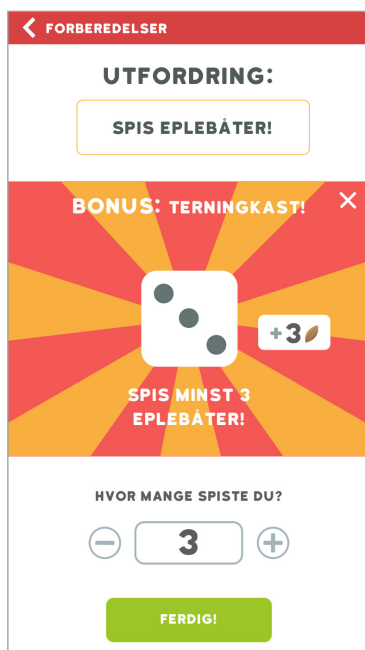 FORBEREDELSER
UTFORDRING:
SPIS EPLEBÅTER!
BONUS: TERNINGKAST!
+3
SPIS MINST 3
EPLEBÅTER!
HVOR MANGE SPISTE DU?
3
FERDIG!